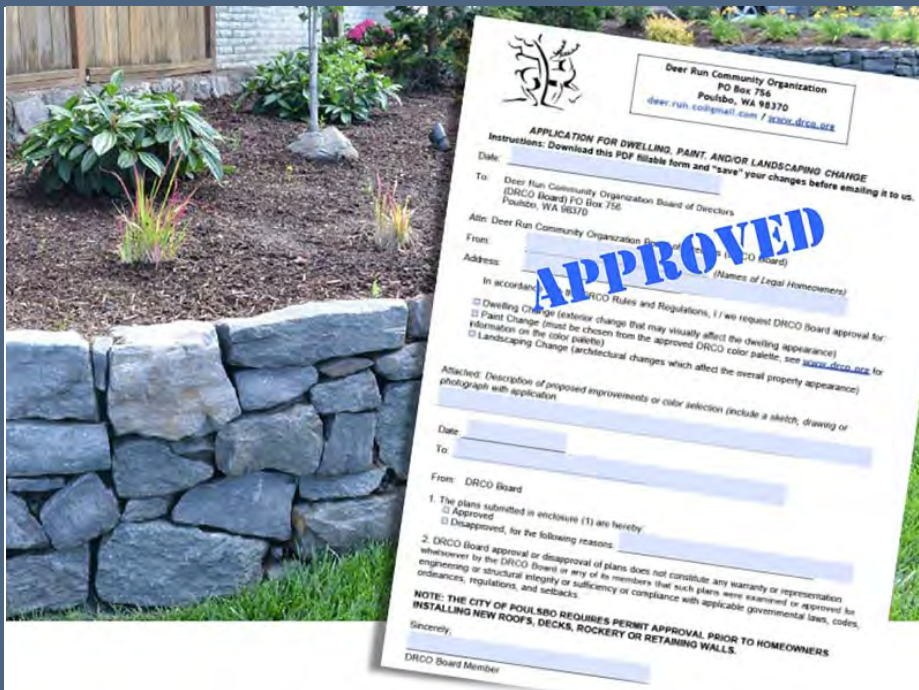 Deer Run Community Organization
PO Box 756
Poulsbo, WA 98370
deer.run.co@gmail.com / www.drco.org
APPLICATION FOR DWELLING, PAINT, AND/OR LANDSCAPING CHANGE
Instructions: Download this PDF fillable form and "save" your changes before emailing it to us.
Date:
To: Deer Run Community Organization Board of Directors
(DRCO Board) PO Box 756
Poulsbo, WA 98370
Attn: Deer Run Community Organization Board of Directors (DRCO Board)
From:
(Names of Legal Homeowners)
Address:
APPROVED
In accordance the DRCO Rules and Regulations, I / we request DRCO Board approval for:
Dwelling Change (exterior change that may visually affect the dwelling appearance)
Paint Change (must be chosen from the approved DRCO color palette, see www.drco.org for
information on the color palette)
Landscaping Change (architectural changes which affect the overall property appearance)
Attached: Description of proposed improvements or color selection (include a sketch, drawing or
photograph with application
Date:
To:
From: DRCO Board
1. The plans submitted in enclosure (1) are hereby:
Approved
Disapproved, for the following reasons:
2. DRCO Board approval or disapproval of plans does not constitute any warranty or representation
whatsoever by the DRCO Board or any of its members that such plans were examined or approved for
engineering or structural integrity or sufficiency or compliance with applicable governmental laws, codes,
ordinances, regulations, and setbacks.
NOTE: THE CITY OF POULSBO REQUIRES PERMIT APPROVAL PRIOR TO HOMEOWNERS
INSTALLING NEW ROOFS, DECKS, ROCKERY OR RETAINING WALLS.
Sincerely,
DRCO Board Member